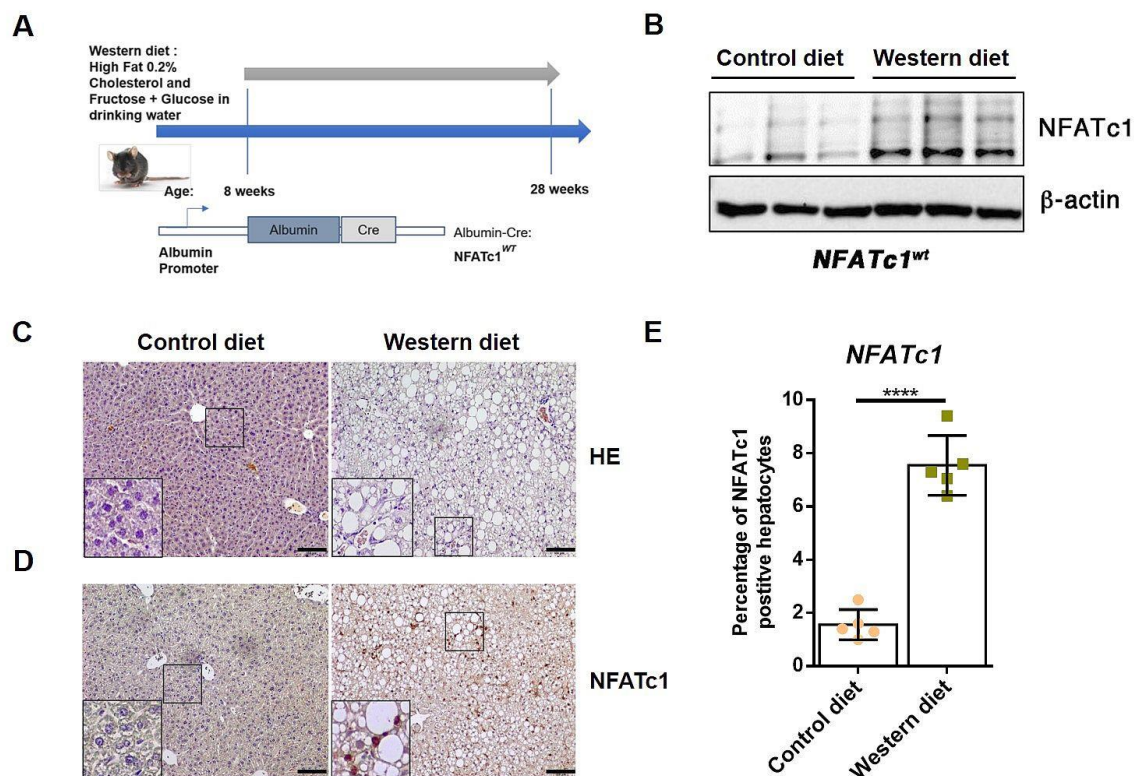 A
Western diet :
High Fat 0.2%
Cholesterol and
Fructose + Glucose in
drinking water
Age:
8 weeks
28 weeks
Albumin
Cre
Albumin-Cre:
NFATc1WT
Albumin
Promoter
B
Control diet
Western diet
NFATc1
β-actin
NFATc1wt
C
Control diet
Western diet
HE
D
NFATc1
E
NFATc1
****
Percentage of NFATc1
postitve hepatocytes
10
8
6
4
2
0
Control diet
Western diet